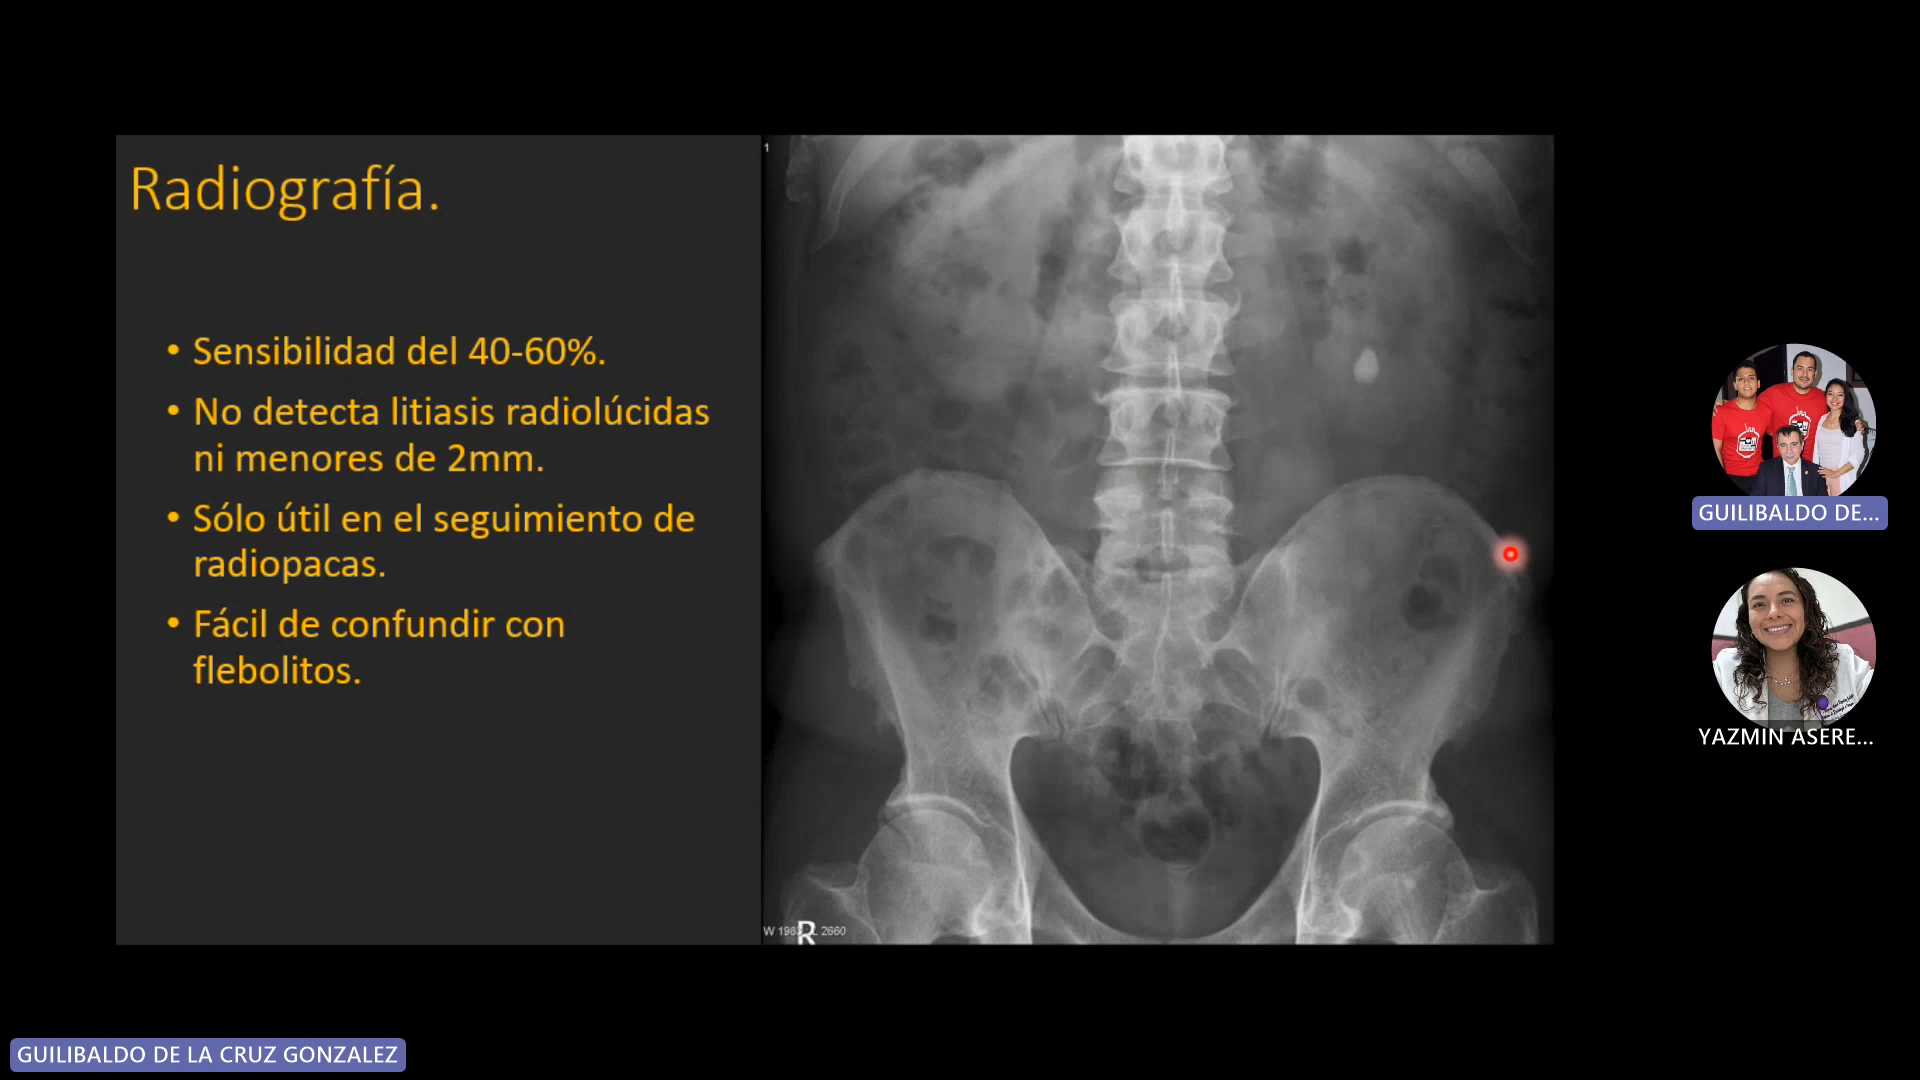 Radiografía.
• Sensibilidad del 40-60%.
• No detecta litiasis radiolúcidas
ni menores de 2mm.
• Sólo útil en el seguimiento de
radiopacas.
• Fácil de confundir con
flebolitos.
1
R
2660
GUILIBALDO DE...
YAZMIN ASERE...
GUILIBALDO DE LA CRUZ GONZALEZ